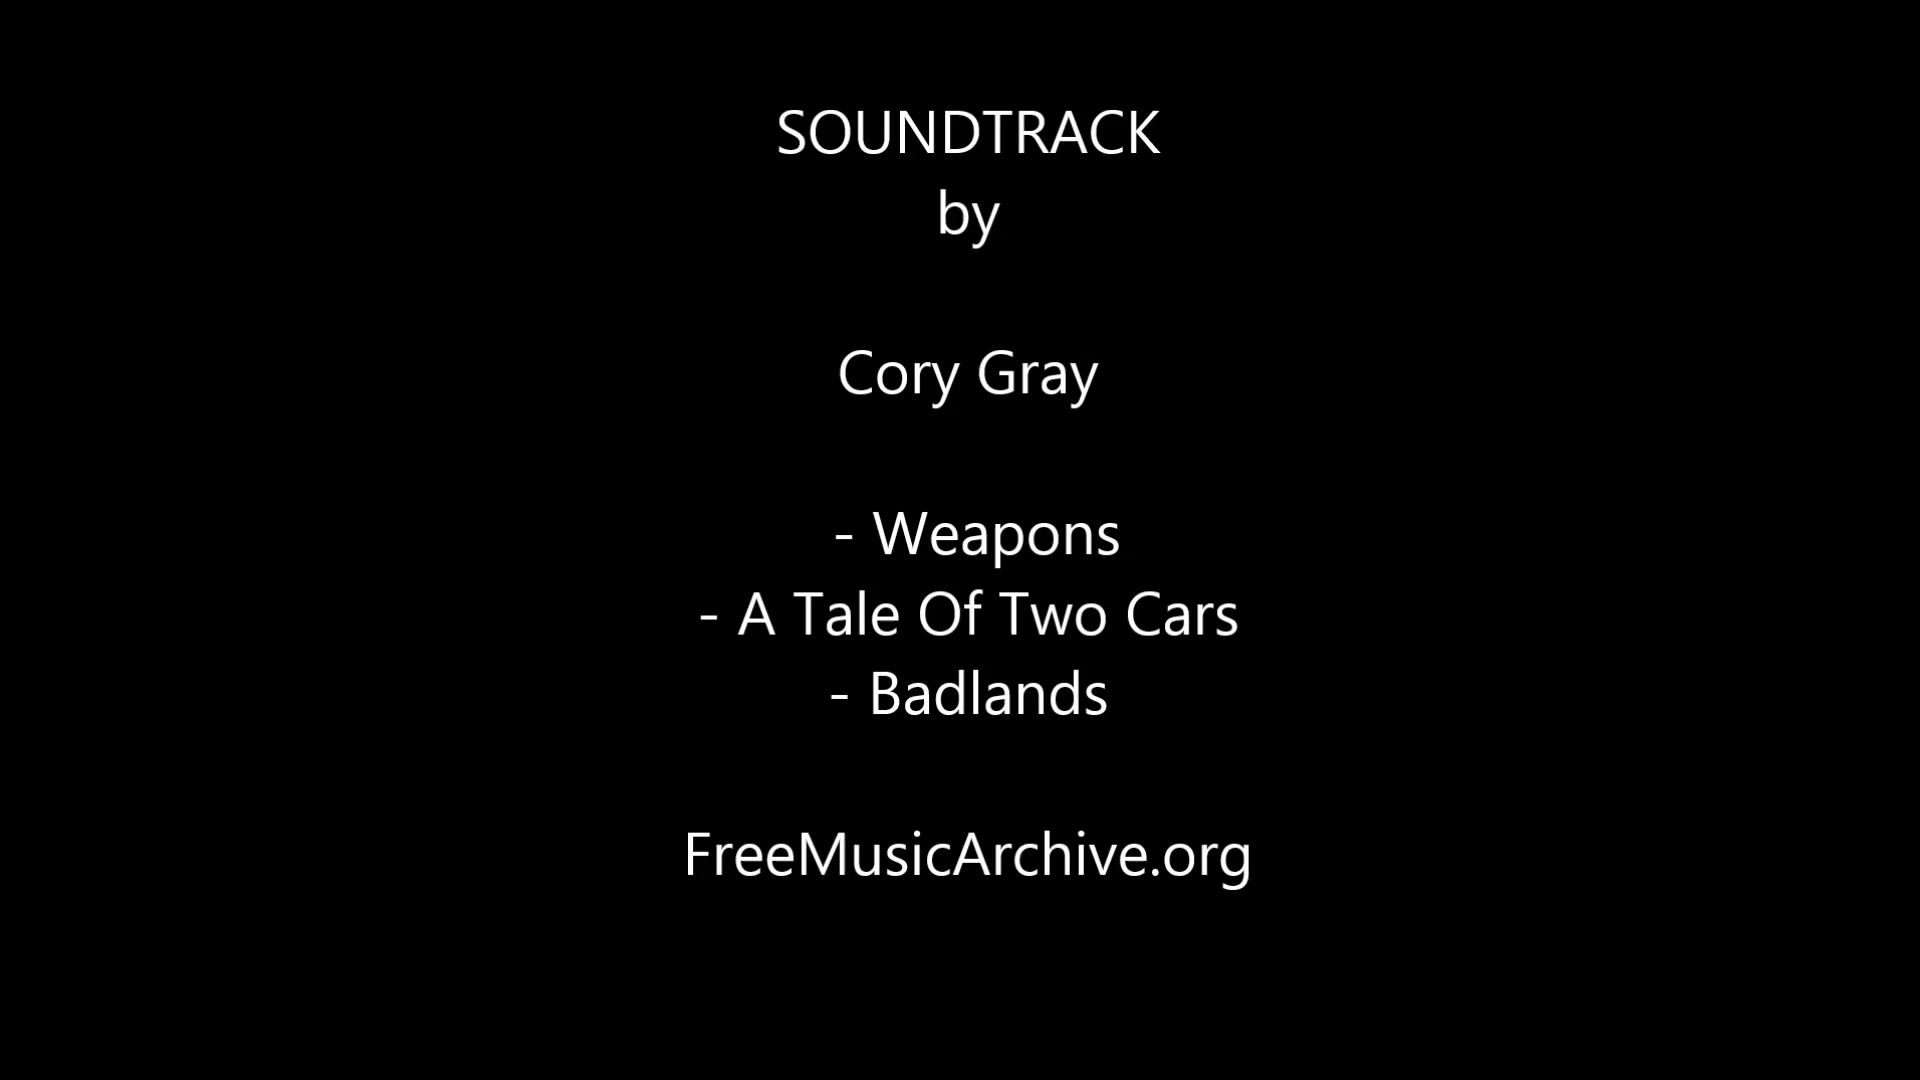 SOUNDTRACK
by
Cory Gray
- Weapons
- A Tale Of Two Cars
- Badlands
FreeMusicArchive.org